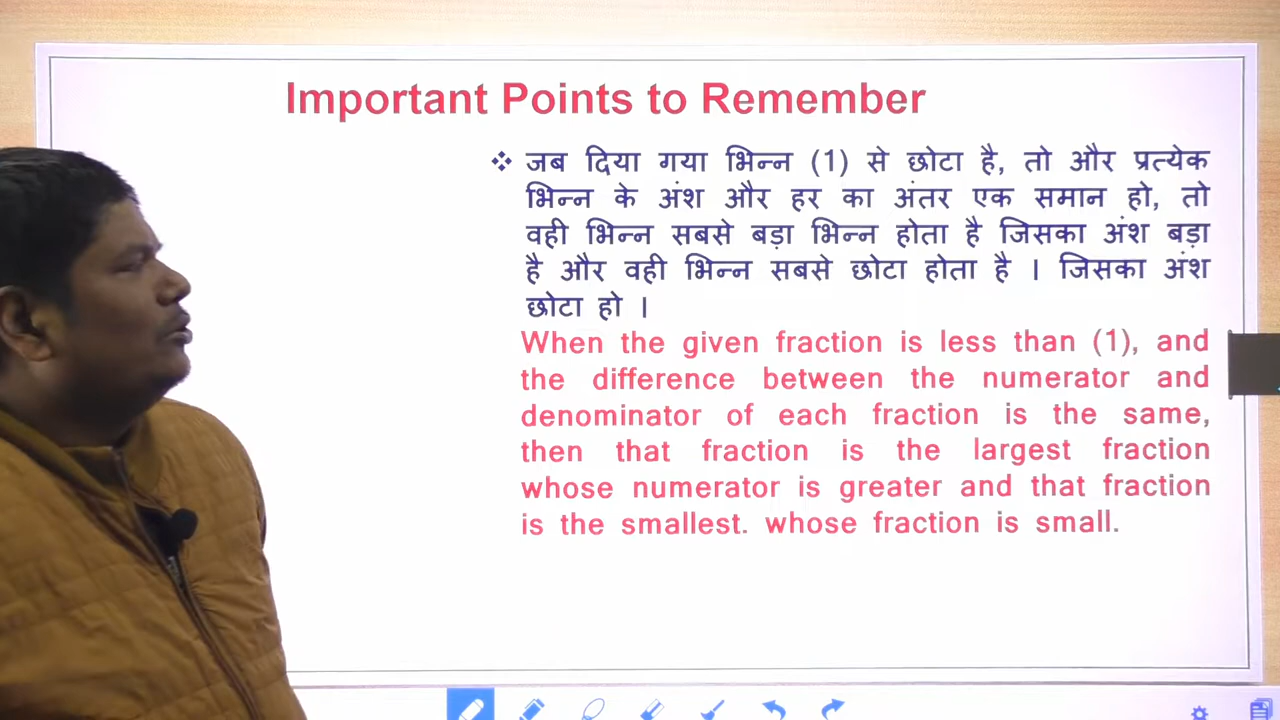 Important Points to Remember
❖ जब दिया गया भिन्न (1) से छोटा है, तो और प्रत्येक
भिन्न के अंश और हर का अंतर एक समान हो, तो
वही भिन्न सबसे बड़ा भिन्न होता है जिसका अंश बड़ा
है और वही भिन्न सबसे छोटा होता है । जिसका अंश
छोटा हो ।
When the given fraction is less than (1), and
the difference between the numerator and
denominator of each fraction is the same,
then that fraction is the largest fraction
whose numerator is greater and that fraction
is the smallest. whose fraction is small.